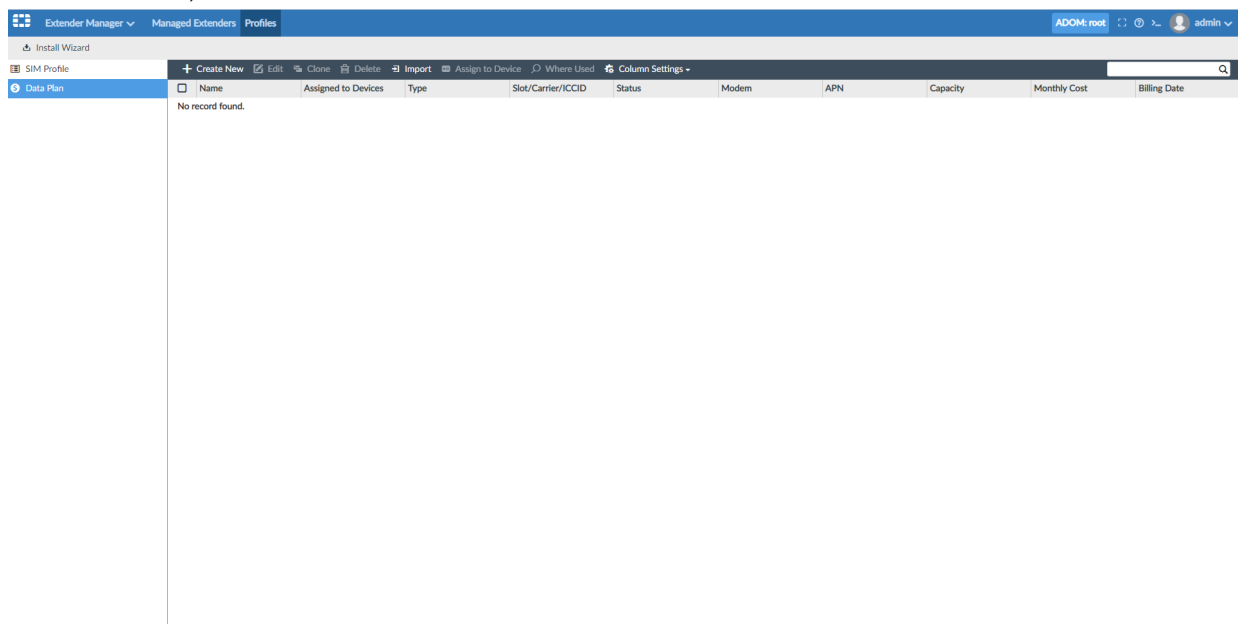 Extender Manager Managed Extenders Profiles ADOM: root admin
Install Wizard
SIM Profile
Data Plan
Create New Edit Clone Delete Import Assign to Device Where Used Column Settings
Name Assigned to Devices Type Slot/Carrier/ICCID Status Modem APN Capacity Monthly Cost Billing Date
No record found.